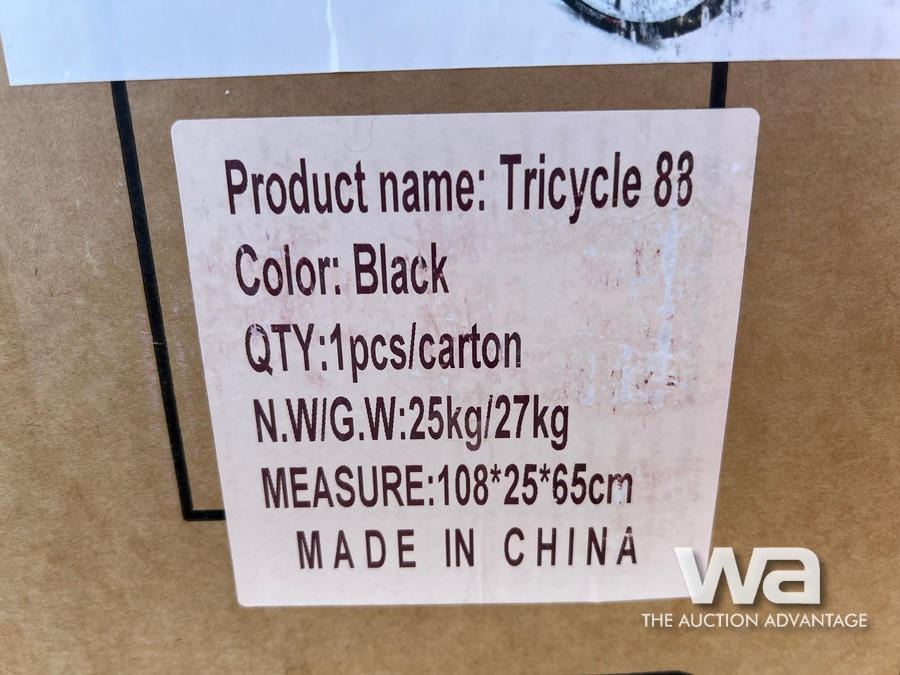 Product name: Tricycle 88
Color: Black
QTY:1pcs/carton
N.W/G.W:25kg/27kg
MEASURE:108*25*65cm
MADE IN CHINA
wa
THE AUCTION ADVANTAGE